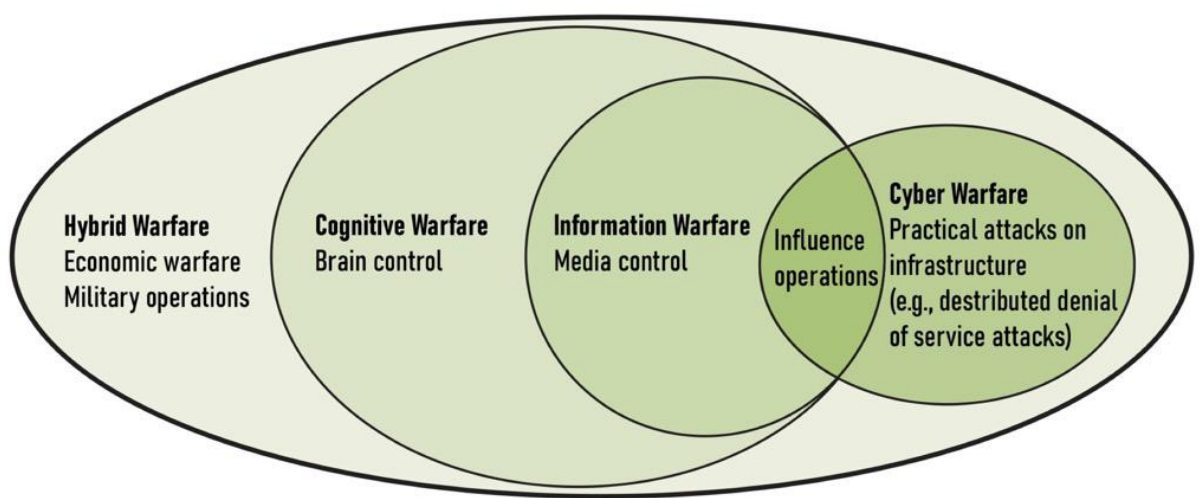 Hybrid Warfare
Economic warfare
Military operations
Cognitive Warfare
Brain control
Information Warfare
Media control
Influence
operations
Cyber Warfare
Practical attacks on
infrastructure
(e.g., destributed denial
of service attacks)